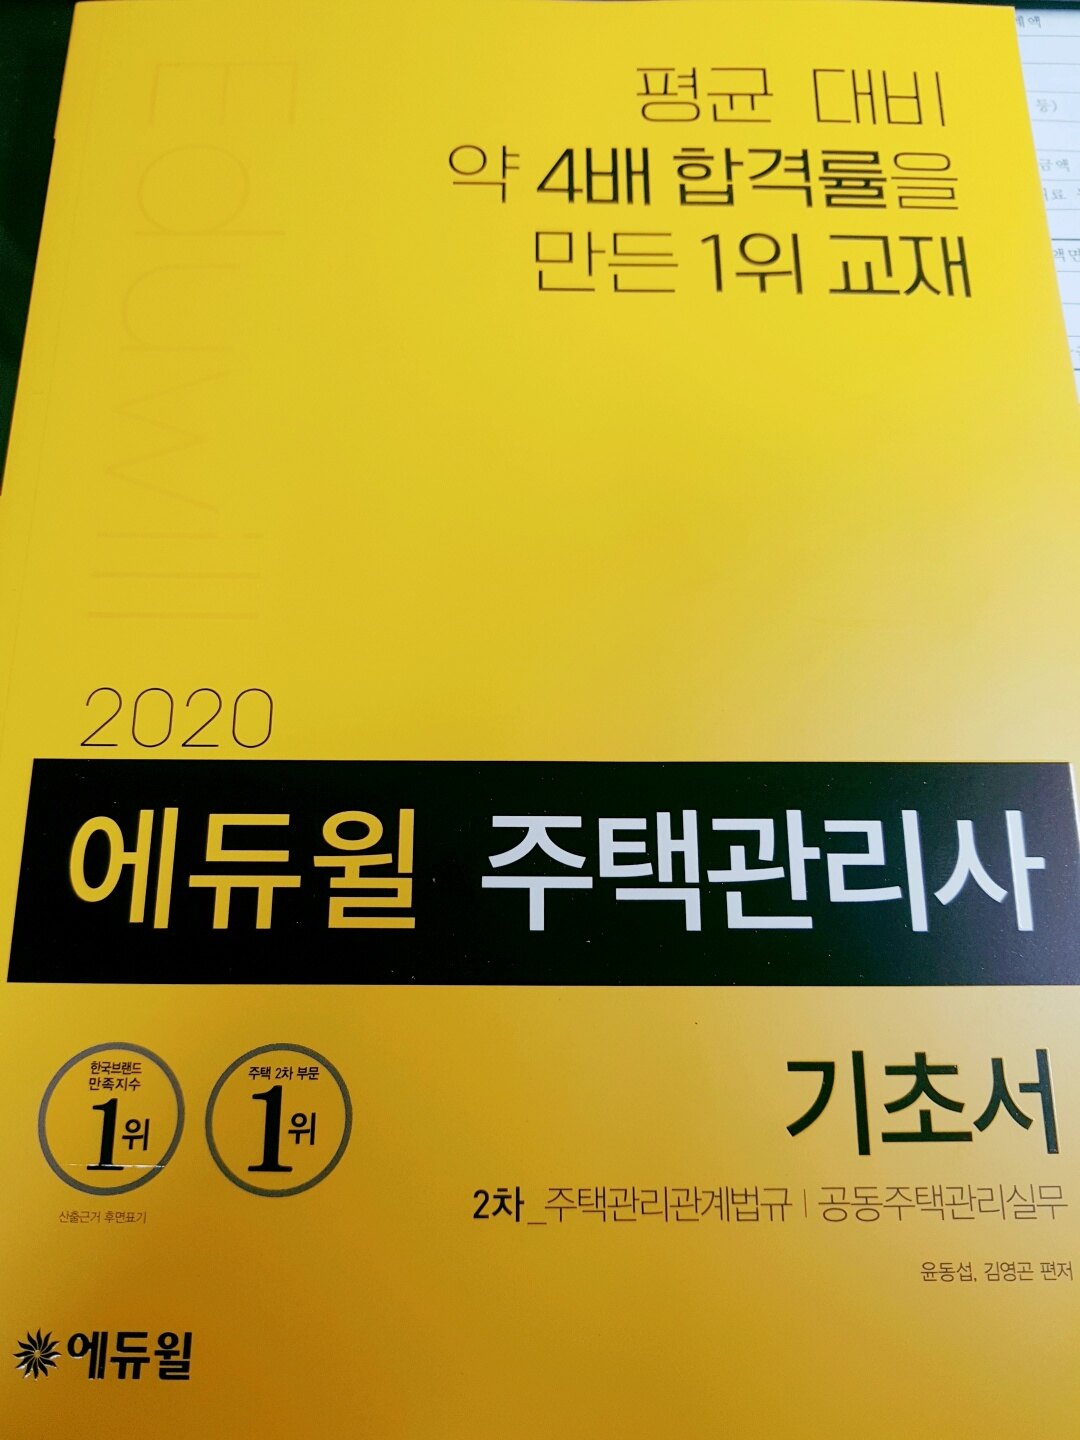 평균 대비
약 4배 합격률을
만든 1위 교재
Eduwill
2020
에듀윌 주택관리사
한국브랜드
만족지수
1위
주택 2차 부문
1위
산출근거 후면표기
기초서
2차_주택관리관계법규 | 공동주택관리실무
윤동섭, 김영곤 편저
에듀윌
등)
금액